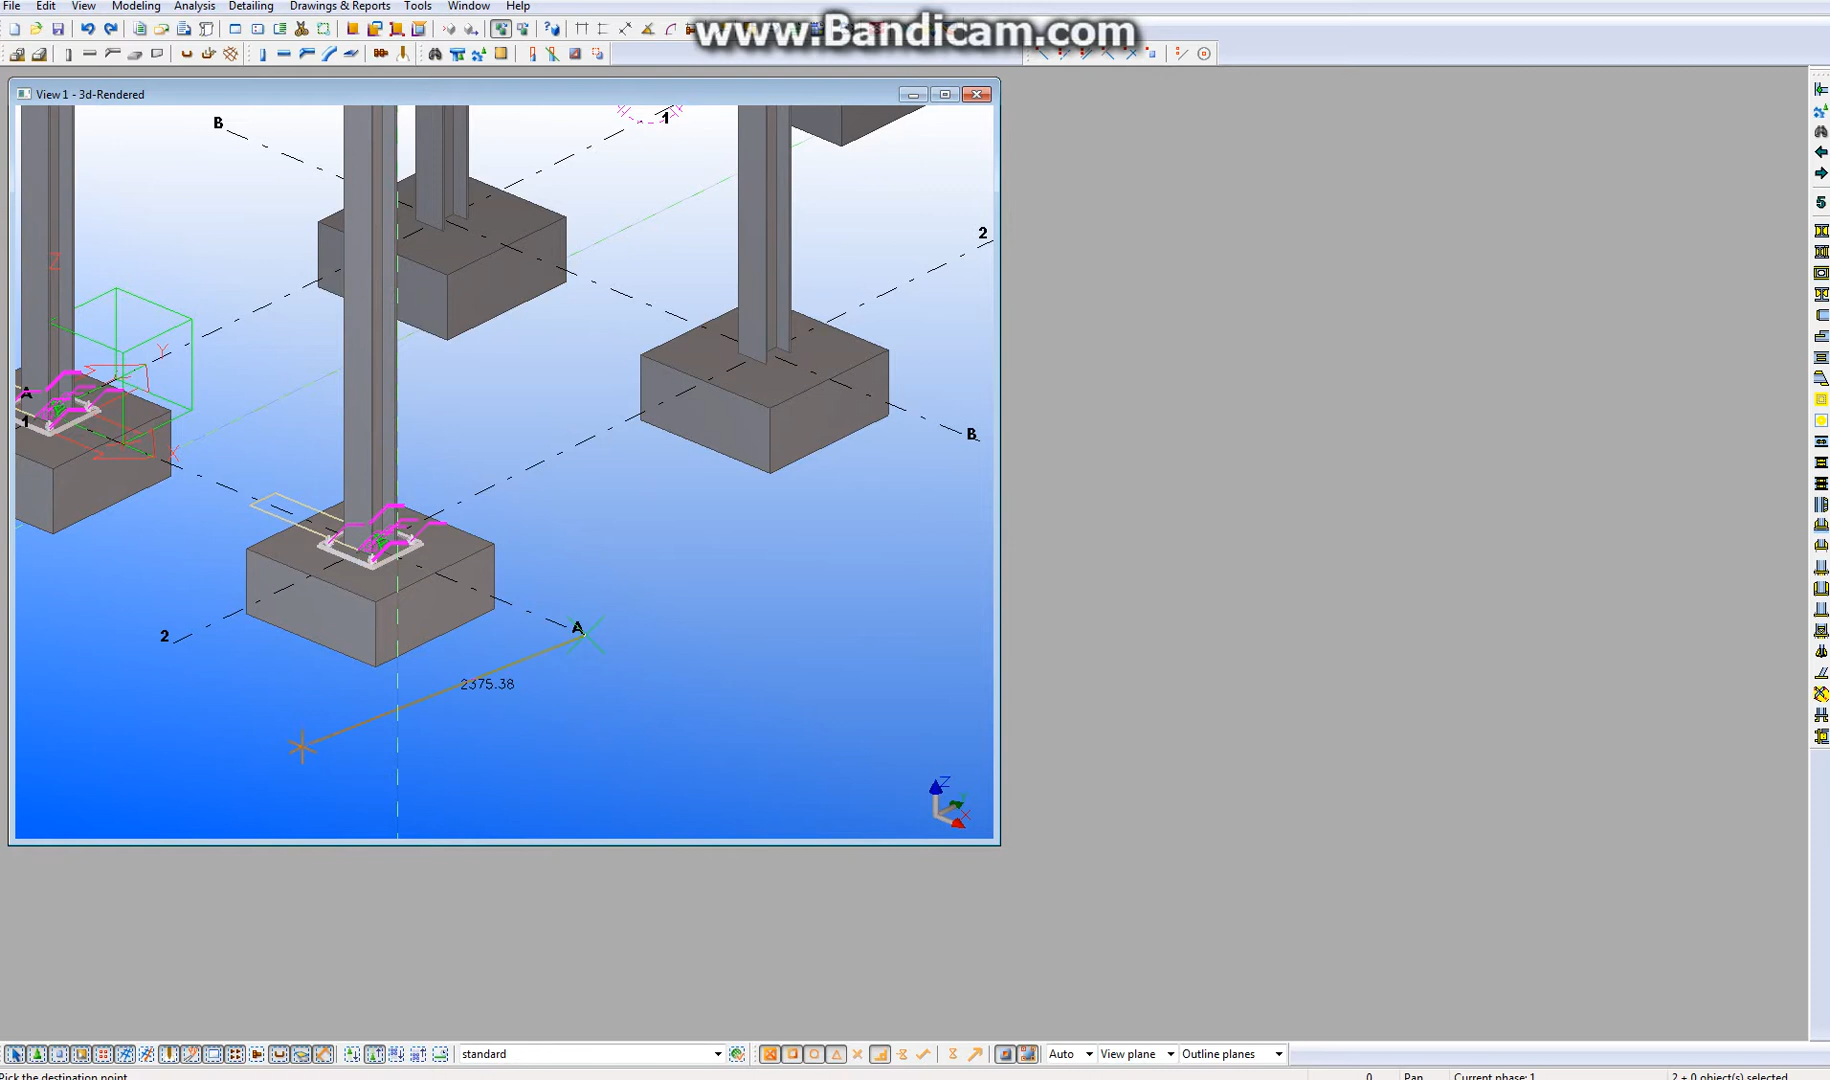 File Edit View Modeling Analysis Detailing Drawings & Reports Tools Window Help
www.Bandicam.com
5
View 1 - 3d-Rendered
B
1
2
Z
Y
A
1
X
B
2
A
2375.38
Z
Y
X
standard
Auto
View plane
Outline planes
Pick the destination point
0
Pan
Current phase: 1
2 + 0 object(s) selected